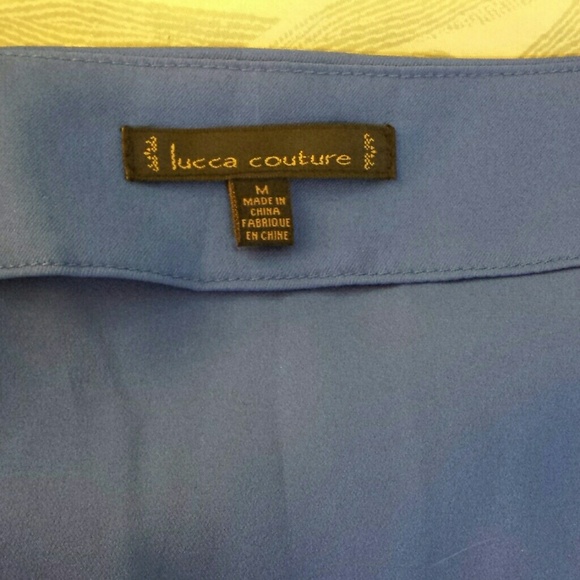 lucca couture
M
MADE IN
CHINA
FABRIQUE
EN CHINE